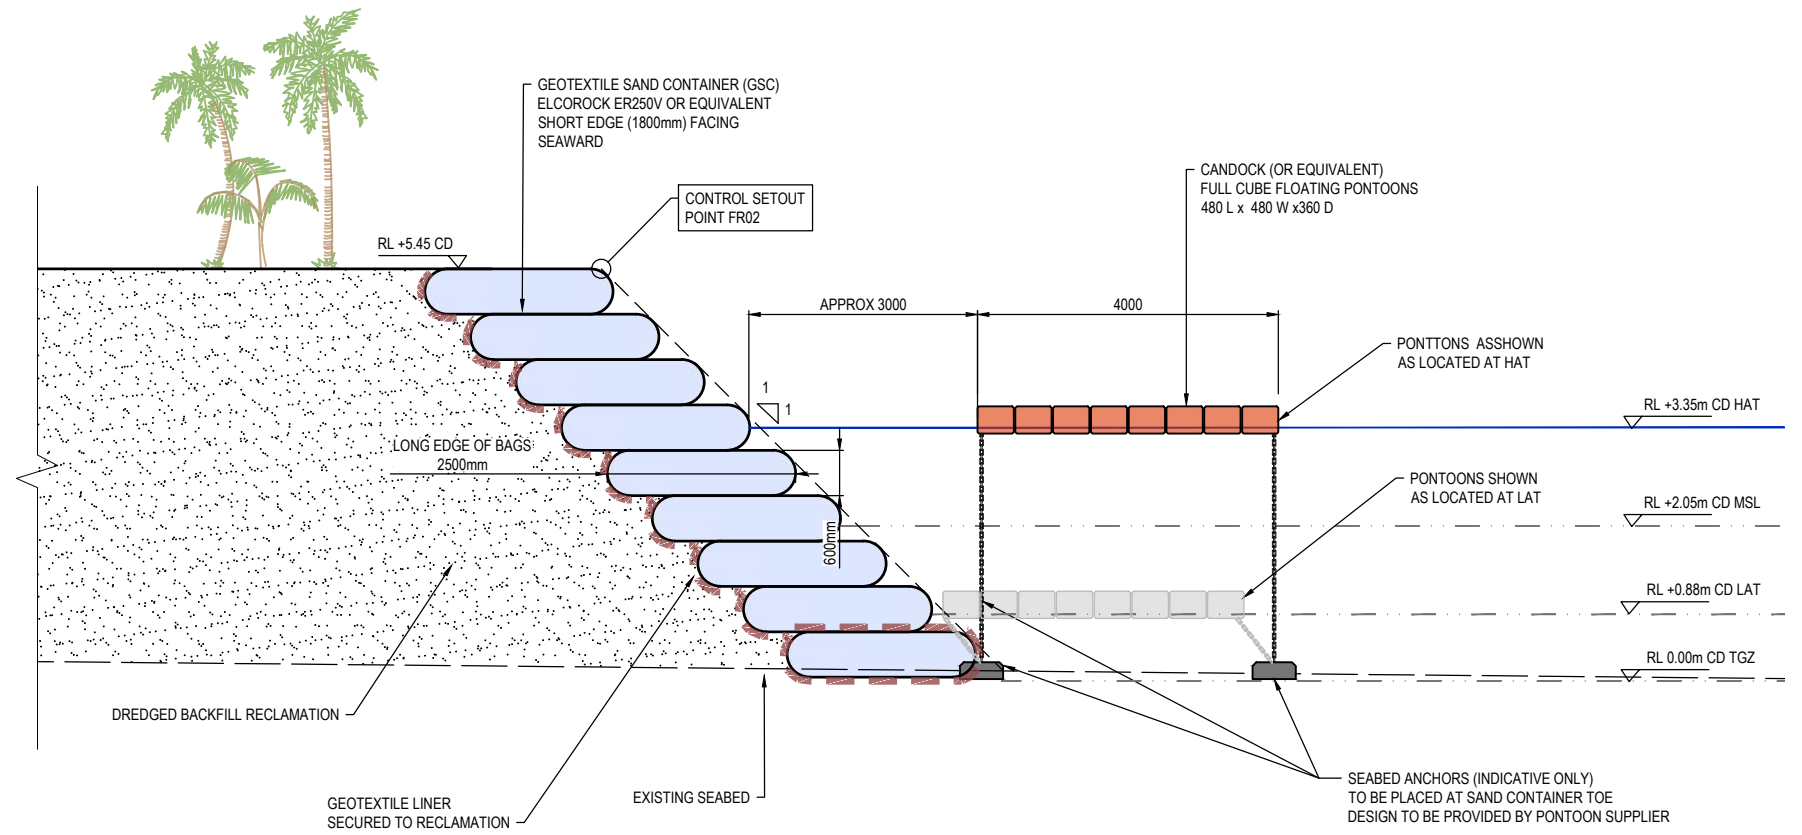 GEOTEXTILE SAND CONTAINER (GSC)
ELCOROCK ER250V OR EQUIVALENT
SHORT EDGE (1800mm) FACING
SEAWARD
CONTROL SETOUT
POINT FR02
RL +5.45 CD
CANDOCK (OR EQUIVALENT)
FULL CUBE FLOATING PONTOONS
480 L x 480 W x360 D
APPROX 3000
4000
PONTTONS ASSHOWN
AS LOCATED AT HAT
1
1
RL +3.35m CD HAT
LONG EDGE OF BAGS
2500mm
600mm
PONTOONS SHOWN
AS LOCATED AT LAT
RL +2.05m CD MSL
RL +0.88m CD LAT
RL 0.00m CD TGZ
DREDGED BACKFILL RECLAMATION
GEOTEXTILE LINER
SECURED TO RECLAMATION
EXISTING SEABED
SEABED ANCHORS (INDICATIVE ONLY)
TO BE PLACED AT SAND CONTAINER TOE
DESIGN TO BE PROVIDED BY PONTOON SUPPLIER